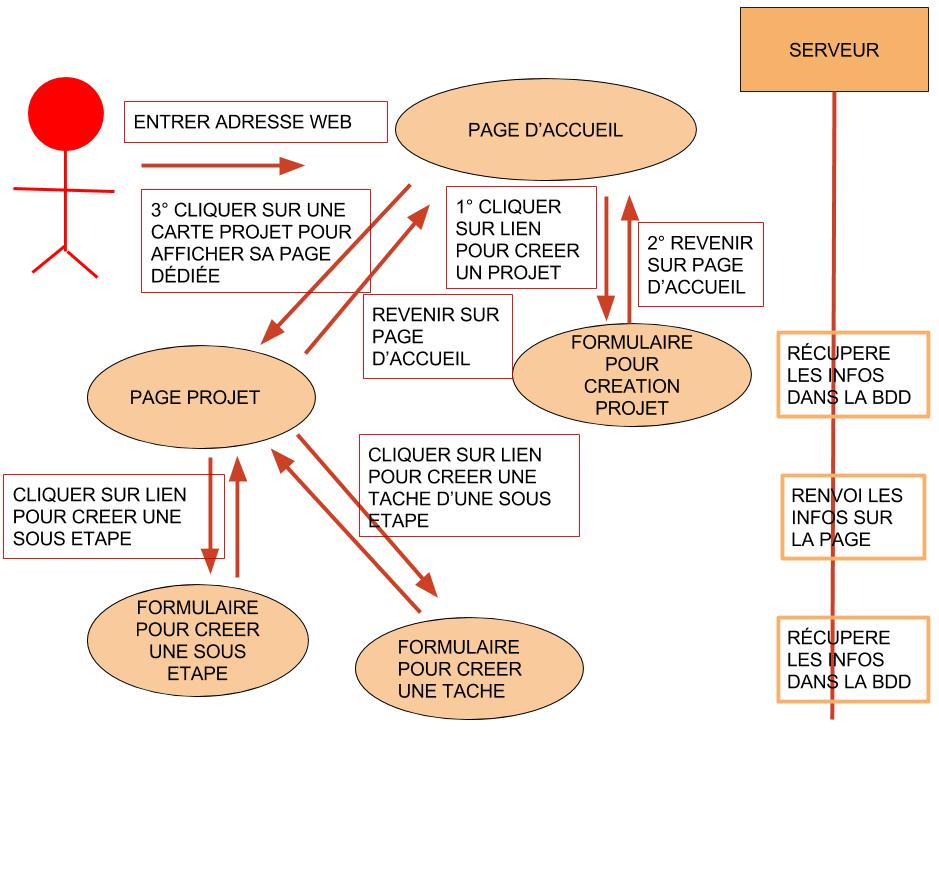 SERVEUR
ENTRER ADRESSE WEB
PAGE D'ACCUEIL
3° CLIQUER SUR UNE
CARTE PROJET POUR
AFFICHER SA PAGE
DÉDIÉE
1° CLIQUER
SUR LIEN
POUR CREER
UN PROJET
2° REVENIR
SUR PAGE
D'ACCUEIL
REVENIR SUR
PAGE
D'ACCUEIL
FORMULAIRE
POUR
CREATION
PROJET
RÉCUPERE
LES INFOS
DANS LA BDD
PAGE PROJET
CLIQUER SUR LIEN
POUR CREER UNE
TACHE D'UNE SOUS
ETAPE
CLIQUER SUR LIEN
POUR CREER UNE
SOUS ETAPE
RENVOI LES
INFOS SUR
LA PAGE
FORMULAIRE
POUR CREER
UNE SOUS
ETAPE
FORMULAIRE
POUR CREER
UNE TACHE
RÉCUPERE
LES INFOS
DANS LA BDD